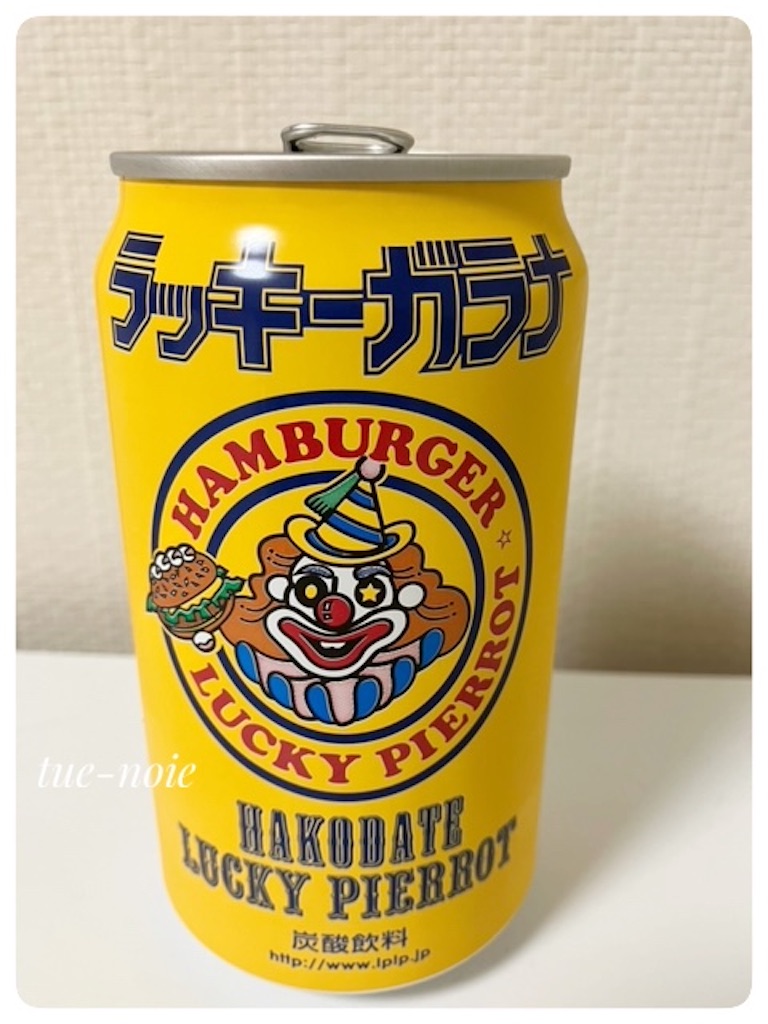 ラッキーガラナ
HAMBURGER ☆
LUCKY PIERROT
tue-noie
HAKODATE
LUCKY PIERROT
炭酸飲料
http://www.lplp.jp